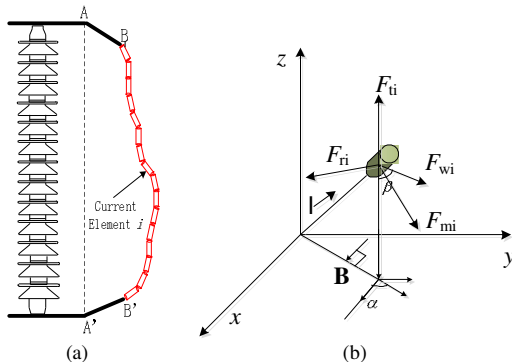 A
B
Current
Element i
B'
A'
(a)
z
F_ti
F_ri
F_wi
β
I
F_mi
B
y
α
x
(b)